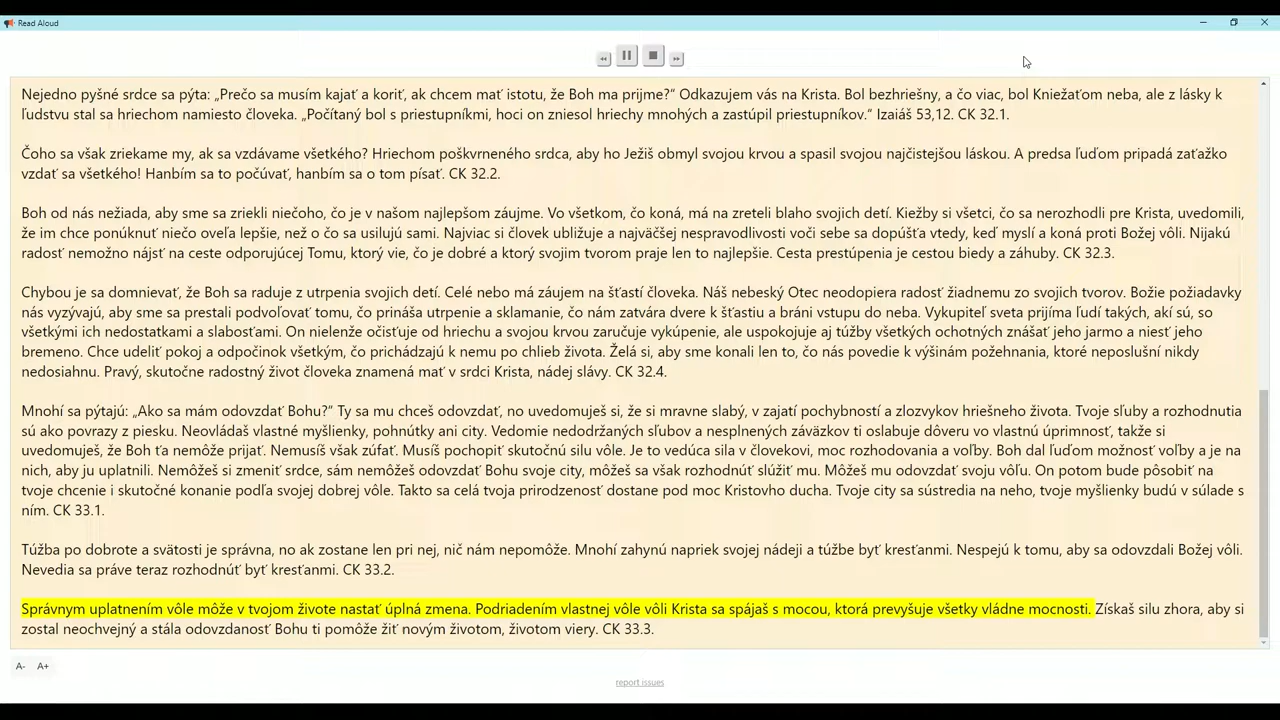 Read Aloud
Nejedno pyšné srdce sa pýta: „Prečo sa musím kajať a koriť, ak chcem mať istotu, že Boh ma prijme?“ Odkazujem vás na Krista. Bol bezhriešny, a čo viac, bol Kniežaťom neba, ale z lásky k
ľudstvu stal sa hriechom namiesto človeka. „Počítaný bol s priestupníkmi, hoci on zniesol hriechy mnohých a zastúpil priestupníkov.“ Izaiáš 53,12. CK 32.1.
Čoho sa však zriekame my, ak sa vzdávame všetkého? Hriechom poškvrneného srdca, aby ho Ježiš obmyl svojou krvou a spasil svojou najčistejšou láskou. A predsa ľuďom pripadá zaťažko
vzdať sa všetkého! Hanbím sa to počúvať, hanbím sa o tom písať. CK 32.2.
Boh od nás nežiada, aby sme sa zriekli niečoho, čo je v našom najlepšom záujme. Vo všetkom, čo koná, má na zreteli blaho svojich detí. Kiežby si všetci, čo sa nerozhodli pre Krista, uvedomili,
že im chce ponúknuť niečo oveľa lepšie, než o čo sa usilujú sami. Najviac si človek ubližuje a najväčšej nespravodlivosti voči sebe sa dopúšťa vtedy, keď myslí a koná proti Božej vôli. Nijakú
radosť nemožno nájsť na ceste odporujúcej Tomu, ktorý vie, čo je dobré a ktorý svojim tvorom praje len to najlepšie. Cesta prestúpenia je cestou biedy a záhuby. CK 32.3.
Chybou je sa domnievať, že Boh sa raduje z utrpenia svojich detí. Celé nebo má záujem na šťastí človeka. Náš nebeský Otec neodopiera radosť žiadnemu zo svojich tvorov. Božie požiadavky
nás vyzývajú, aby sme sa prestali podvoľovať tomu, čo prináša utrpenie a sklamanie, čo nám zatvára dvere k šťastiu a bráni vstupu do neba. Vykupiteľ sveta prijíma ľudí takých, akí sú, so
všetkými ich nedostatkami a slabosťami. On nielenže očisťuje od hriechu a svojou krvou zaručuje vykúpenie, ale uspokojuje aj túžby všetkých ochotných znášať jeho jarmo a niesť jeho
bremeno. Chce udeliť pokoj a odpočinok všetkým, čo prichádzajú k nemu po chlieb života. Želá si, aby sme konali len to, čo nás povedie k výšinám požehnania, ktoré neposlušní nikdy
nedosiahnu. Pravý, skutočne radostný život človeka znamená mať v srdci Krista, nádej slávy. CK 32.4.
Mnohí sa pýtajú: „Ako sa mám odovzdať Bohu?“ Ty sa mu chceš odovzdať, no uvedomuješ si, že si mravne slabý, v zajatí pochybností a zlozvykov hriešneho života. Tvoje sľuby a rozhodnutia
sú ako povrazy z piesku. Neovládaš vlastné myšlienky, pohnútky ani city. Vedomie nedodržaných sľubov a nesplnených záväzkov ti oslabuje dôveru vo vlastnú úprimnosť, takže si
uvedomuješ, že Boh ťa nemôže prijať. Nemusíš však zúfať. Musíš pochopiť skutočnú silu vôle. Je to vedúca sila v človekovi, moc rozhodovania a voľby. Boh dal ľuďom možnosť voľby a je na
nich, aby ju uplatnili. Nemôžeš si zmeniť srdce, sám nemôžeš odovzdať Bohu svoje city, môžeš sa však rozhodnúť slúžiť mu. Môžeš mu odovzdať svoju vôľu. On potom bude pôsobiť na
tvoje chcenie i skutočné konanie podľa svojej dobrej vôle. Takto sa celá tvoja prirodzenosť dostane pod moc Kristovho ducha. Tvoje city sa sústredia na neho, tvoje myšlienky budú v súlade s
ním. CK 33.1.
Túžba po dobrote a svätosti je správna, no ak zostane len pri nej, nič nám nepomôže. Mnohí zahynú napriek svojej nádeji a túžbe byť kresťanmi. Nespejú k tomu, aby sa odovzdali Božej vôli.
Nevedia sa práve teraz rozhodnúť byť kresťanmi. CK 33.2.
Správnym uplatnením vôle môže v tvojom živote nastať úplná zmena. Podriadením vlastnej vôle vôli Krista sa spájaš s mocou, ktorá prevyšuje všetky vládne mocnosti. Získaš silu zhora, aby si
zostal neochvejný a stála odovzdanosť Bohu ti pomôže žiť novým životom, životom viery. CK 33.3.
A- A+
report issues